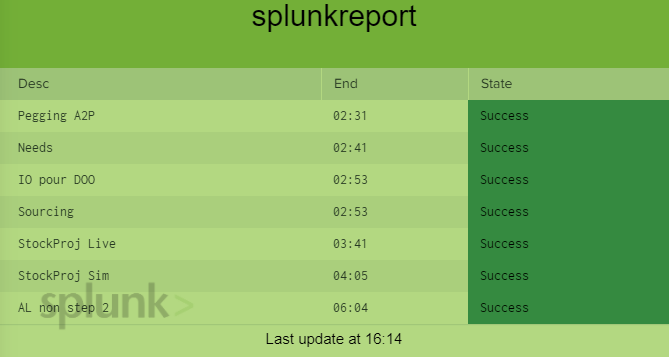 splunkreport
Desc End State
Pegging A2P 02:31 Success
Needs 02:41 Success
IO pour DOO 02:53 Success
Sourcing 02:53 Success
StockProj Live 03:41 Success
StockProj Sim 04:05 Success
AL non step 2 06:04 Success
splunk>
Last update at 16:14